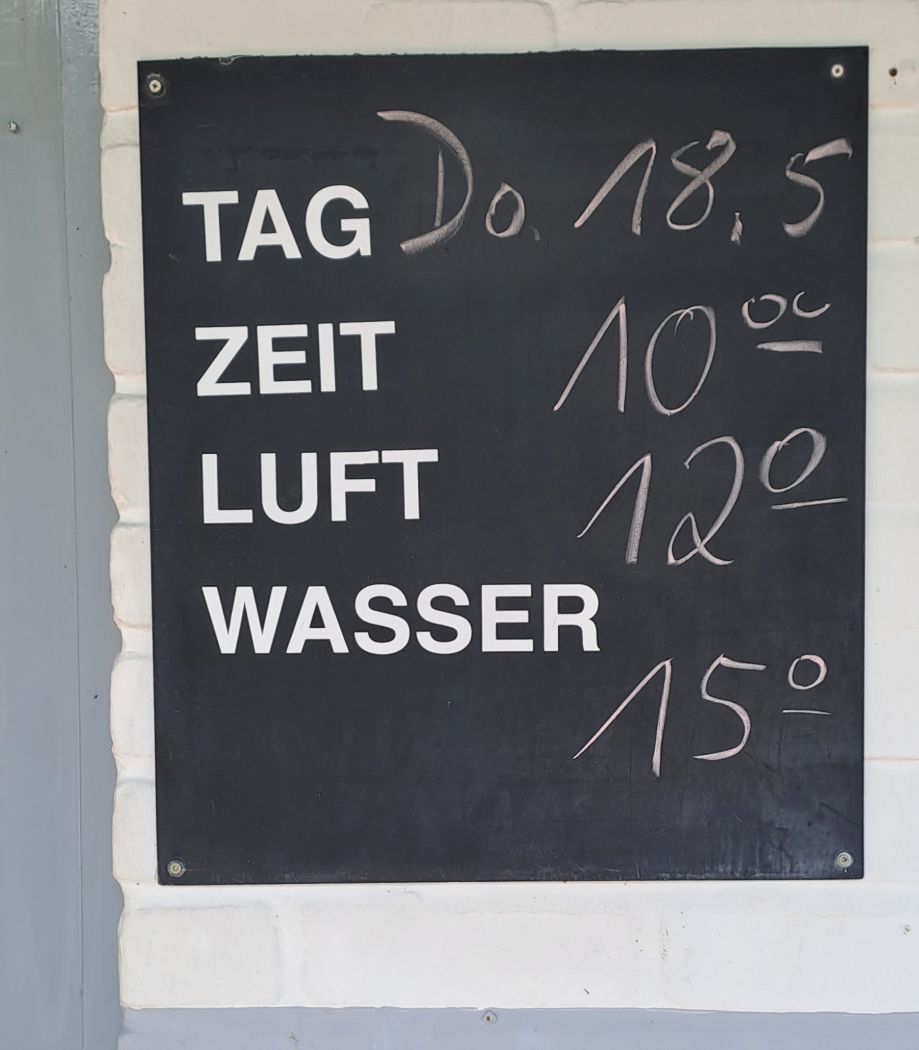 TAG Do. 18.5
ZEIT 10⁰⁰
LUFT 12°
WASSER
15°